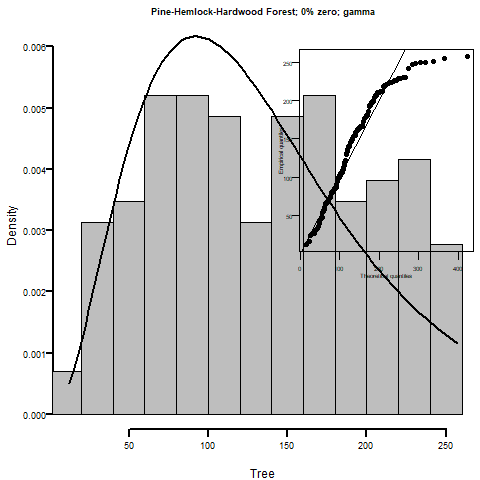 Pine-Hemlock-Hardwood Forest; 0% zero; gamma
Density
0.006
0.005
0.004
0.003
0.002
0.001
0.000
50 100 150 200 250
Tree
Empirical quantiles
250
200
150
100
50
0 100 200 300 400
Theoretical quantiles